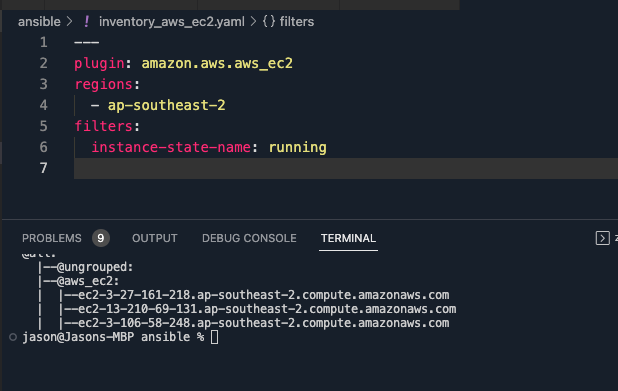 ansible > ! inventory_aws_ec2.yaml > {} filters
1 ---
2 plugin: amazon.aws.aws_ec2
3 regions:
4 - ap-southeast-2
5 filters:
6 instance-state-name: running
7
PROBLEMS 9 OUTPUT DEBUG CONSOLE TERMINAL
@all:
|--@ungrouped:
|--@aws_ec2:
| |--ec2-3-27-161-218.ap-southeast-2.compute.amazonaws.com
| |--ec2-13-210-69-131.ap-southeast-2.compute.amazonaws.com
| |--ec2-3-106-58-248.ap-southeast-2.compute.amazonaws.com
jason@Jasons-MBP ansible %